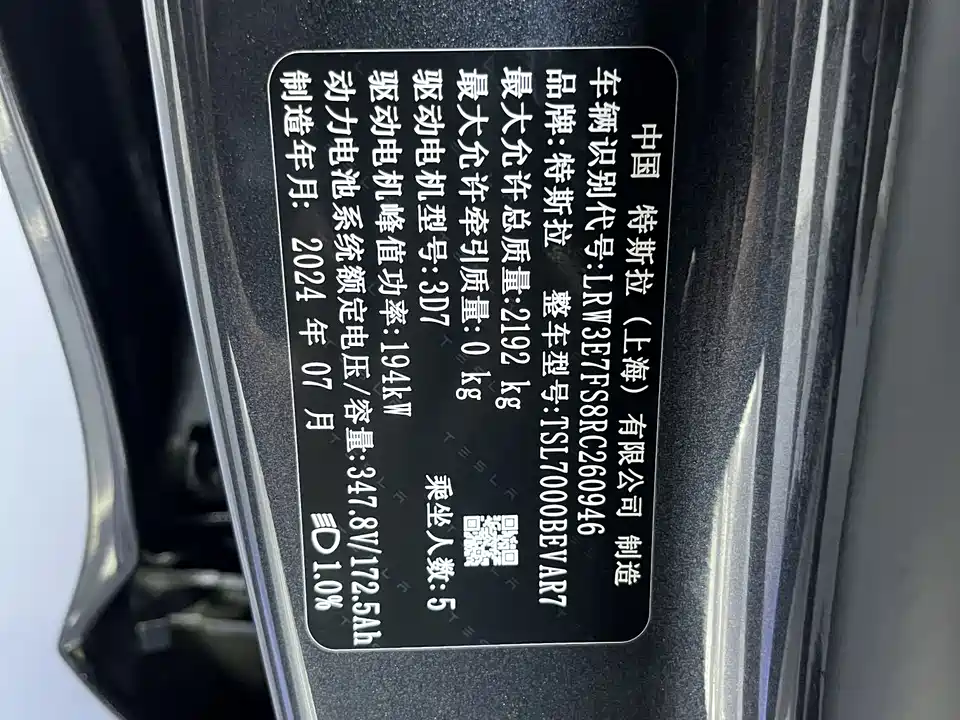 中国 特斯拉 (上海) 有限公司 制造
车辆识别代号:LRW3E7FS8RC260946
品牌:特斯拉 整车型号:TSL7000BEVAR7
最大允许总质量:2192 kg
最大允许牵引质量:0 kg
驱动电机型号:3D7 乘坐人数:5
驱动电机峰值功率:194kW
动力电池系统额定电压/容量:347.8V/172.5Ah
制造年月: 2024 年 07 月 1.0%
TESLA